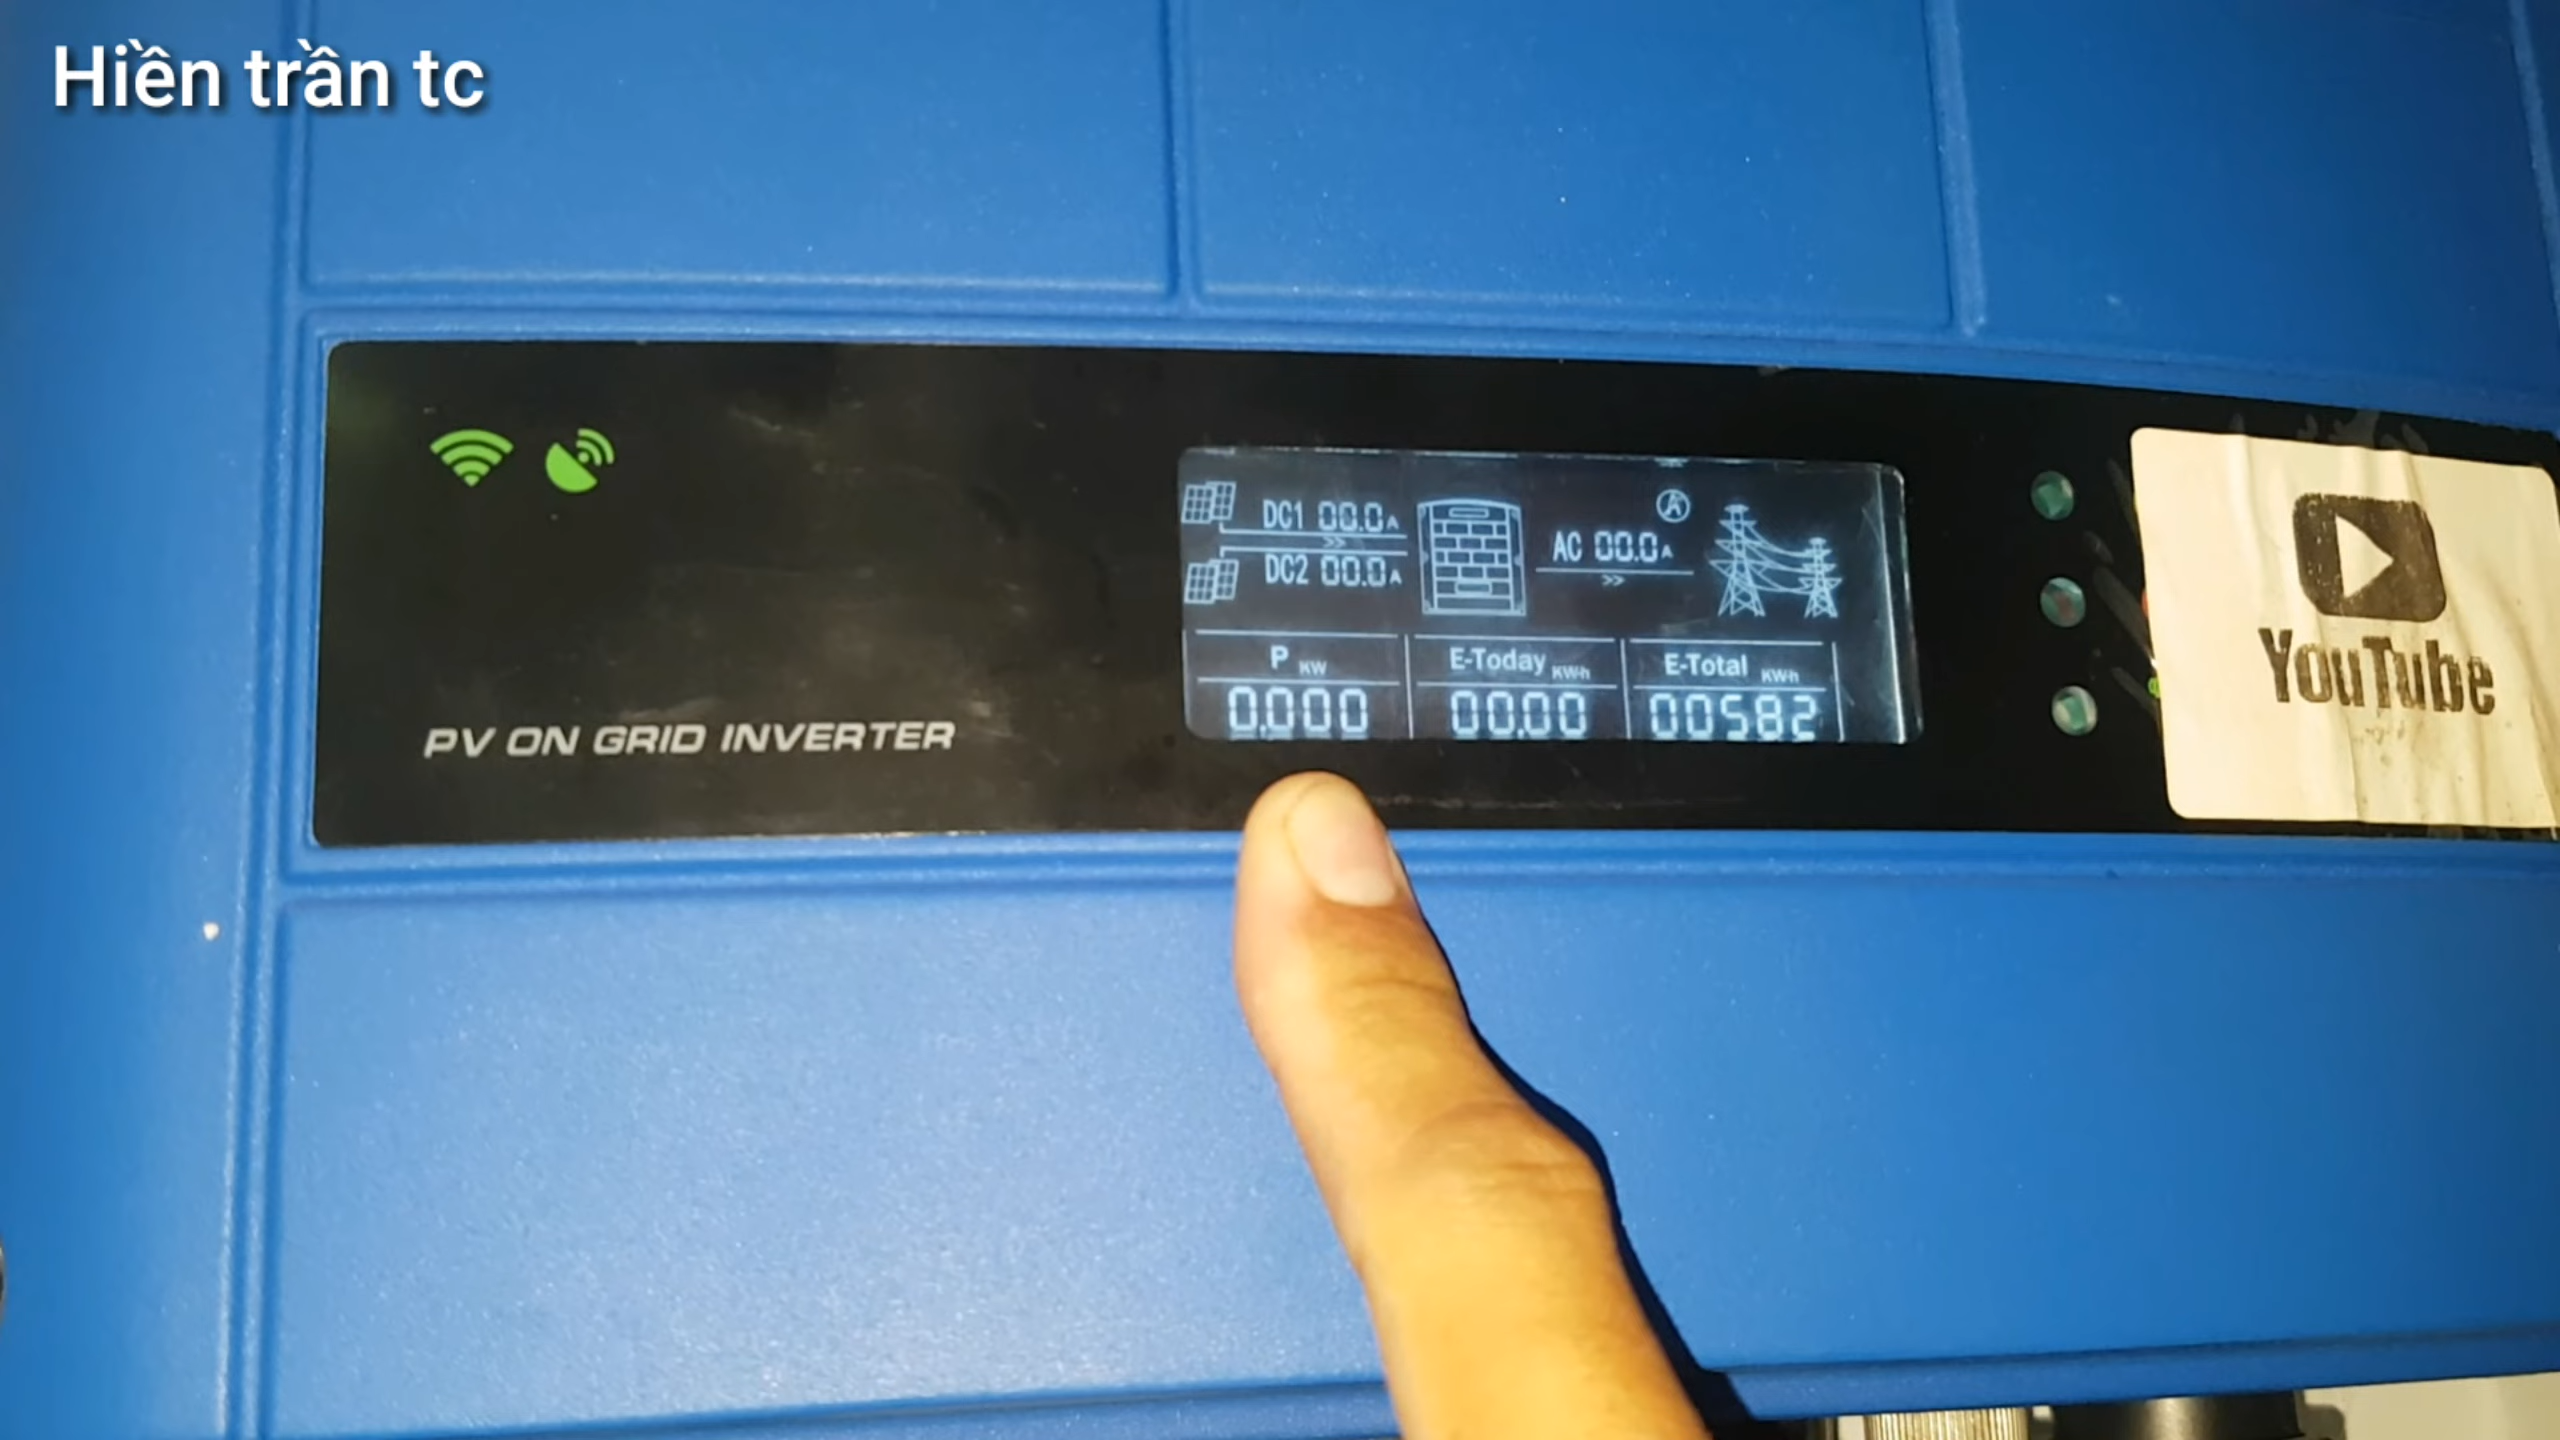 Hiền trần tc
DC1 00.0A
DC2 00.0A
AC 00.0A
P KW
E-Today KWh
E-Total KWh
0.000
00.00
00582
PV ON GRID INVERTER
YouTube